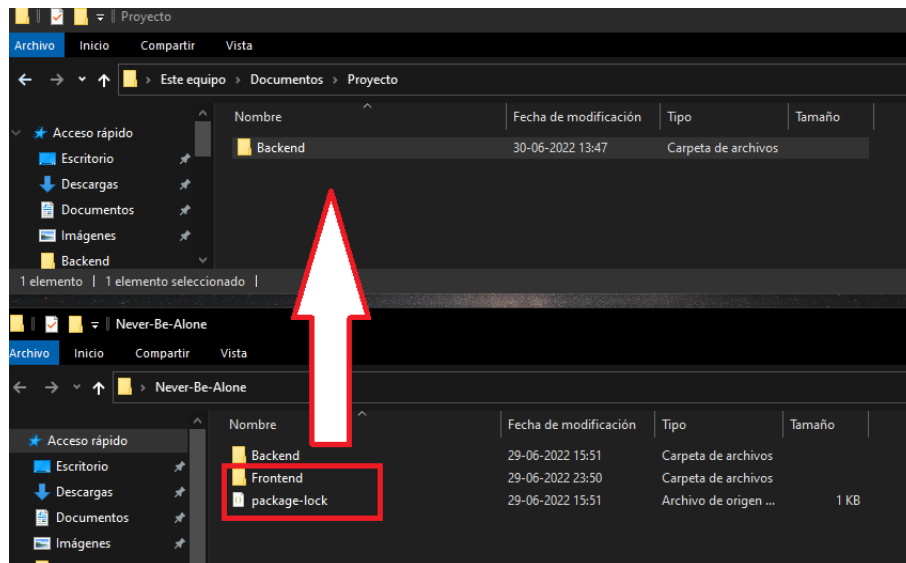 Proyecto
Archivo Inicio Compartir Vista
Este equipo > Documentos > Proyecto
Nombre Fecha de modificación Tipo Tamaño
Acceso rápido
Backend 30-06-2022 13:47 Carpeta de archivos
Escritorio
Descargas
Documentos
Imágenes
Backend
1 elemento | 1 elemento seleccionado |
Never-Be-Alone
Archivo Inicio Compartir Vista
> Never-Be-Alone
Nombre Fecha de modificación Tipo Tamaño
Acceso rápido
Backend 29-06-2022 15:51 Carpeta de archivos
Escritorio
Frontend 29-06-2022 23:50 Carpeta de archivos
Descargas
package-lock 29-06-2022 15:51 Archivo de origen ... 1 KB
Documentos
Imágenes